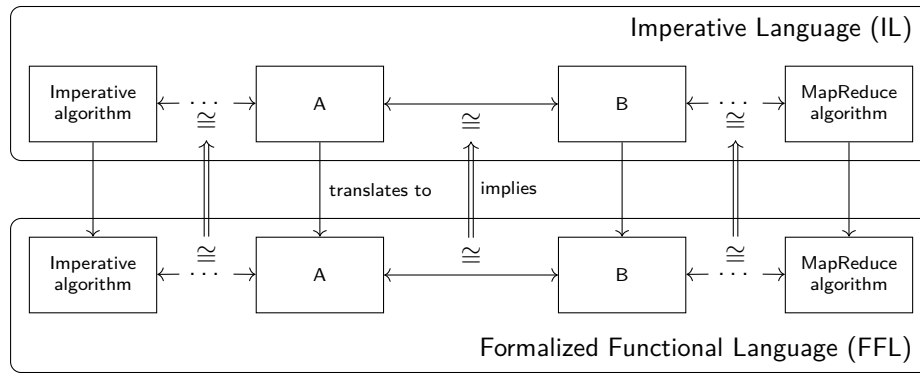 Imperative Language (IL)
Imperative
algorithm
⋯
≅
A
≅
B
⋯
≅
MapReduce
algorithm
translates to
implies
Imperative
algorithm
≅
⋯
A
≅
B
≅
⋯
MapReduce
algorithm
Formalized Functional Language (FFL)